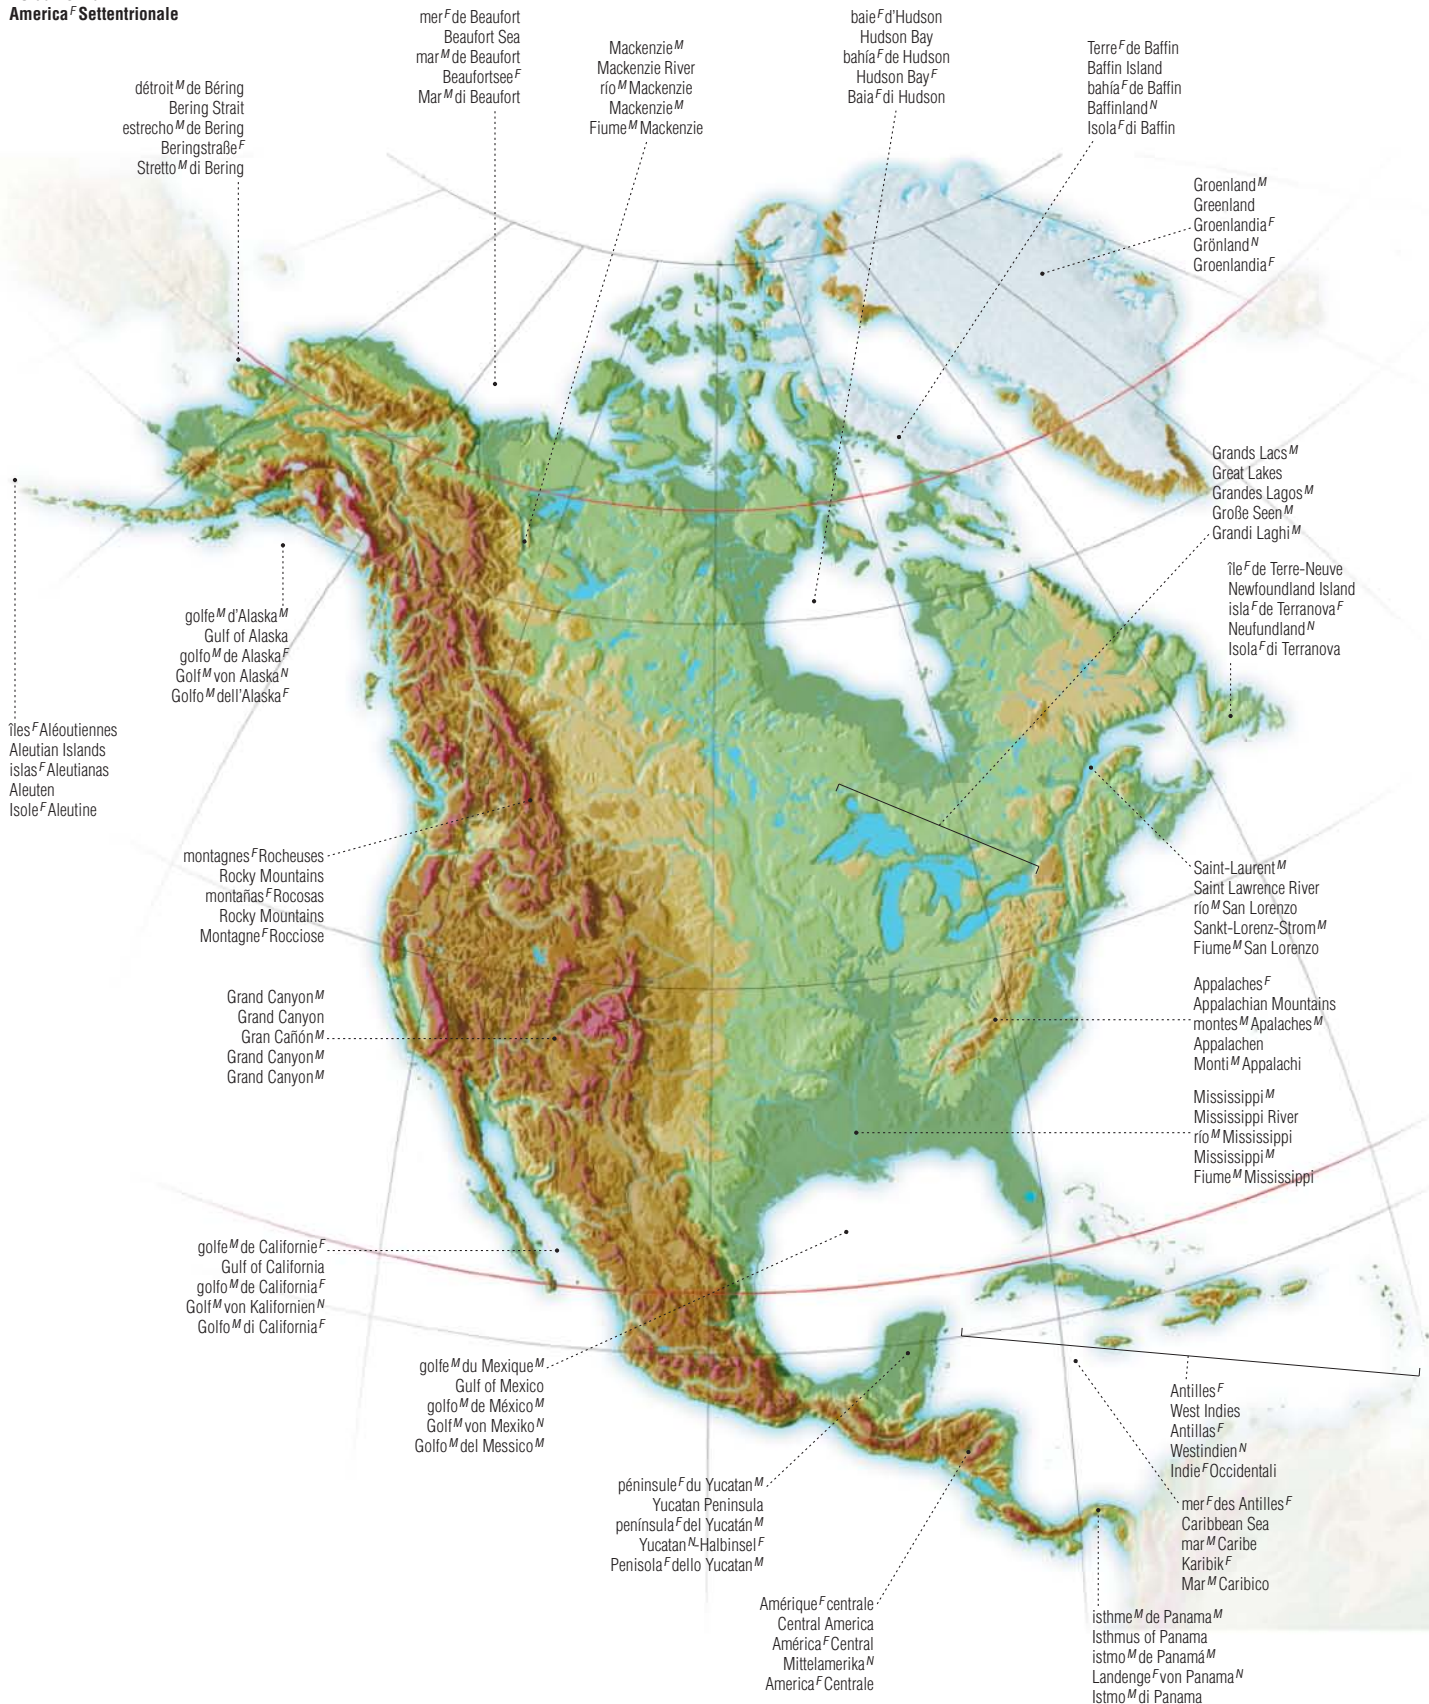 America F Settentrionale
détroit M de Béring
Bering Strait
estrecho M de Bering
Beringstraße F
Stretto M di Bering
mer F de Beaufort
Beaufort Sea
mar M de Beaufort
Beaufortsee F
Mar M di Beaufort
Mackenzie M
Mackenzie River
río M Mackenzie
Mackenzie M
Fiume M Mackenzie
baie F d'Hudson
Hudson Bay
bahía F de Hudson
Hudson Bay F
Baia F di Hudson
Terre F de Baffin
Baffin Island
bahía F de Baffin
Baffinland N
Isola F di Baffin
Groenland M
Greenland
Groenlandia F
Grönland N
Groenlandia F
Grands Lacs M
Great Lakes
Grandes Lagos M
Große Seen M
Grandi Laghi M
île F de Terre-Neuve
Newfoundland Island
isla F de Terranova F
Neufundland N
Isola F di Terranova
golfe M d'Alaska M
Gulf of Alaska
golfo M de Alaska F
Golf M von Alaska N
Golfo M dell'Alaska F
îles F Aléoutiennes
Aleutian Islands
islas F Aleutianas
Aleuten
Isole F Aleutine
montagnes F Rocheuses
Rocky Mountains
montañas F Rocosas
Rocky Mountains
Montagne F Rocciose
Saint-Laurent M
Saint Lawrence River
río M San Lorenzo
Sankt-Lorenz-Strom M
Fiume M San Lorenzo
Grand Canyon M
Grand Canyon
Gran Cañón M
Grand Canyon M
Grand Canyon M
Appalaches F
Appalachian Mountains
montes M Apalaches M
Appalachen
Monti M Appalachi
Mississippi M
Mississippi River
río M Mississippi
Mississippi M
Fiume M Mississippi
golfe M de Californie F
Gulf of California
golfo M de California F
Golf M von Kalifornien N
Golfo M di California F
golfe M du Mexique M
Gulf of Mexico
golfo M de México M
Golf M von Mexiko N
Golfo M del Messico M
Antilles F
West Indies
Antillas F
Westindien N
Indie F Occidentali
péninsule F du Yucatan M
Yucatan Peninsula
península F del Yucatán M
Yucatan N-Halbinsel F
Penisola F dello Yucatan M
mer F des Antilles F
Caribbean Sea
mar M Caribe
Karibik F
Mar M Caribico
Amérique F centrale
Central America
América F Central
Mittelamerika N
America F Centrale
isthme M de Panama M
Isthmus of Panama
istmo M de Panamá M
Landenge F von Panama N
Istmo M di Panama